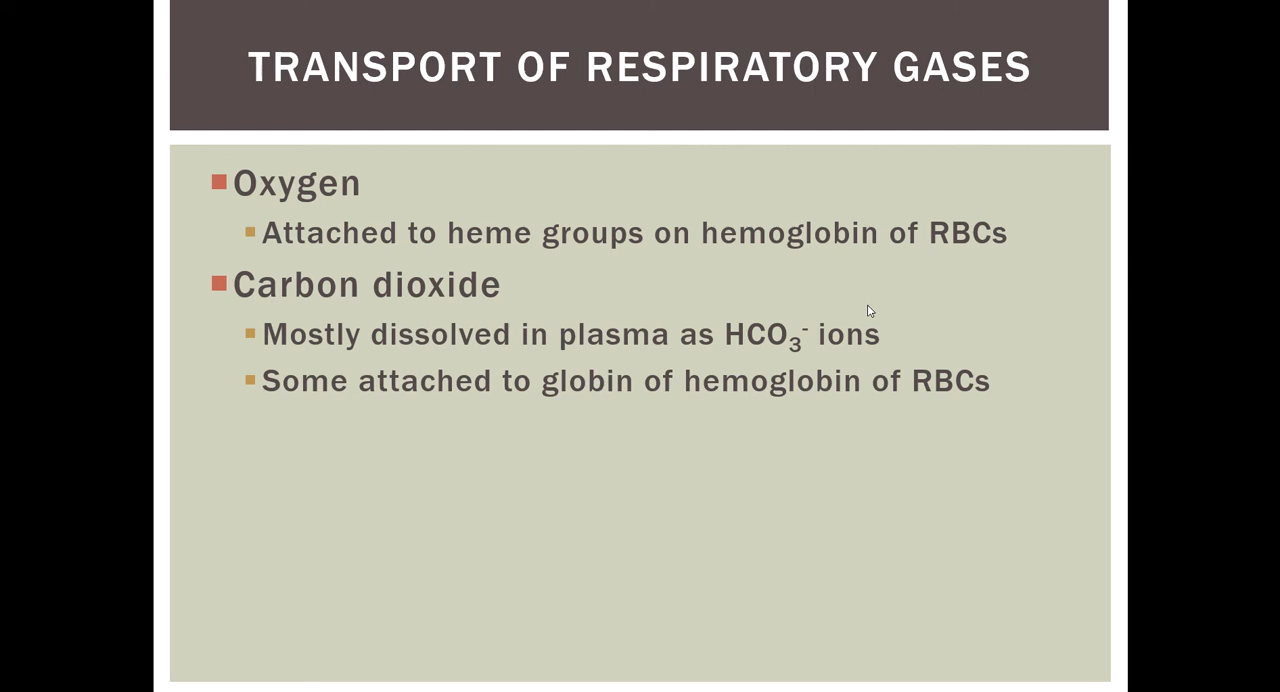 TRANSPORT OF RESPIRATORY GASES
Oxygen
Attached to heme groups on hemoglobin of RBCs
Carbon dioxide
Mostly dissolved in plasma as HCO₃⁻ ions
Some attached to globin of hemoglobin of RBCs